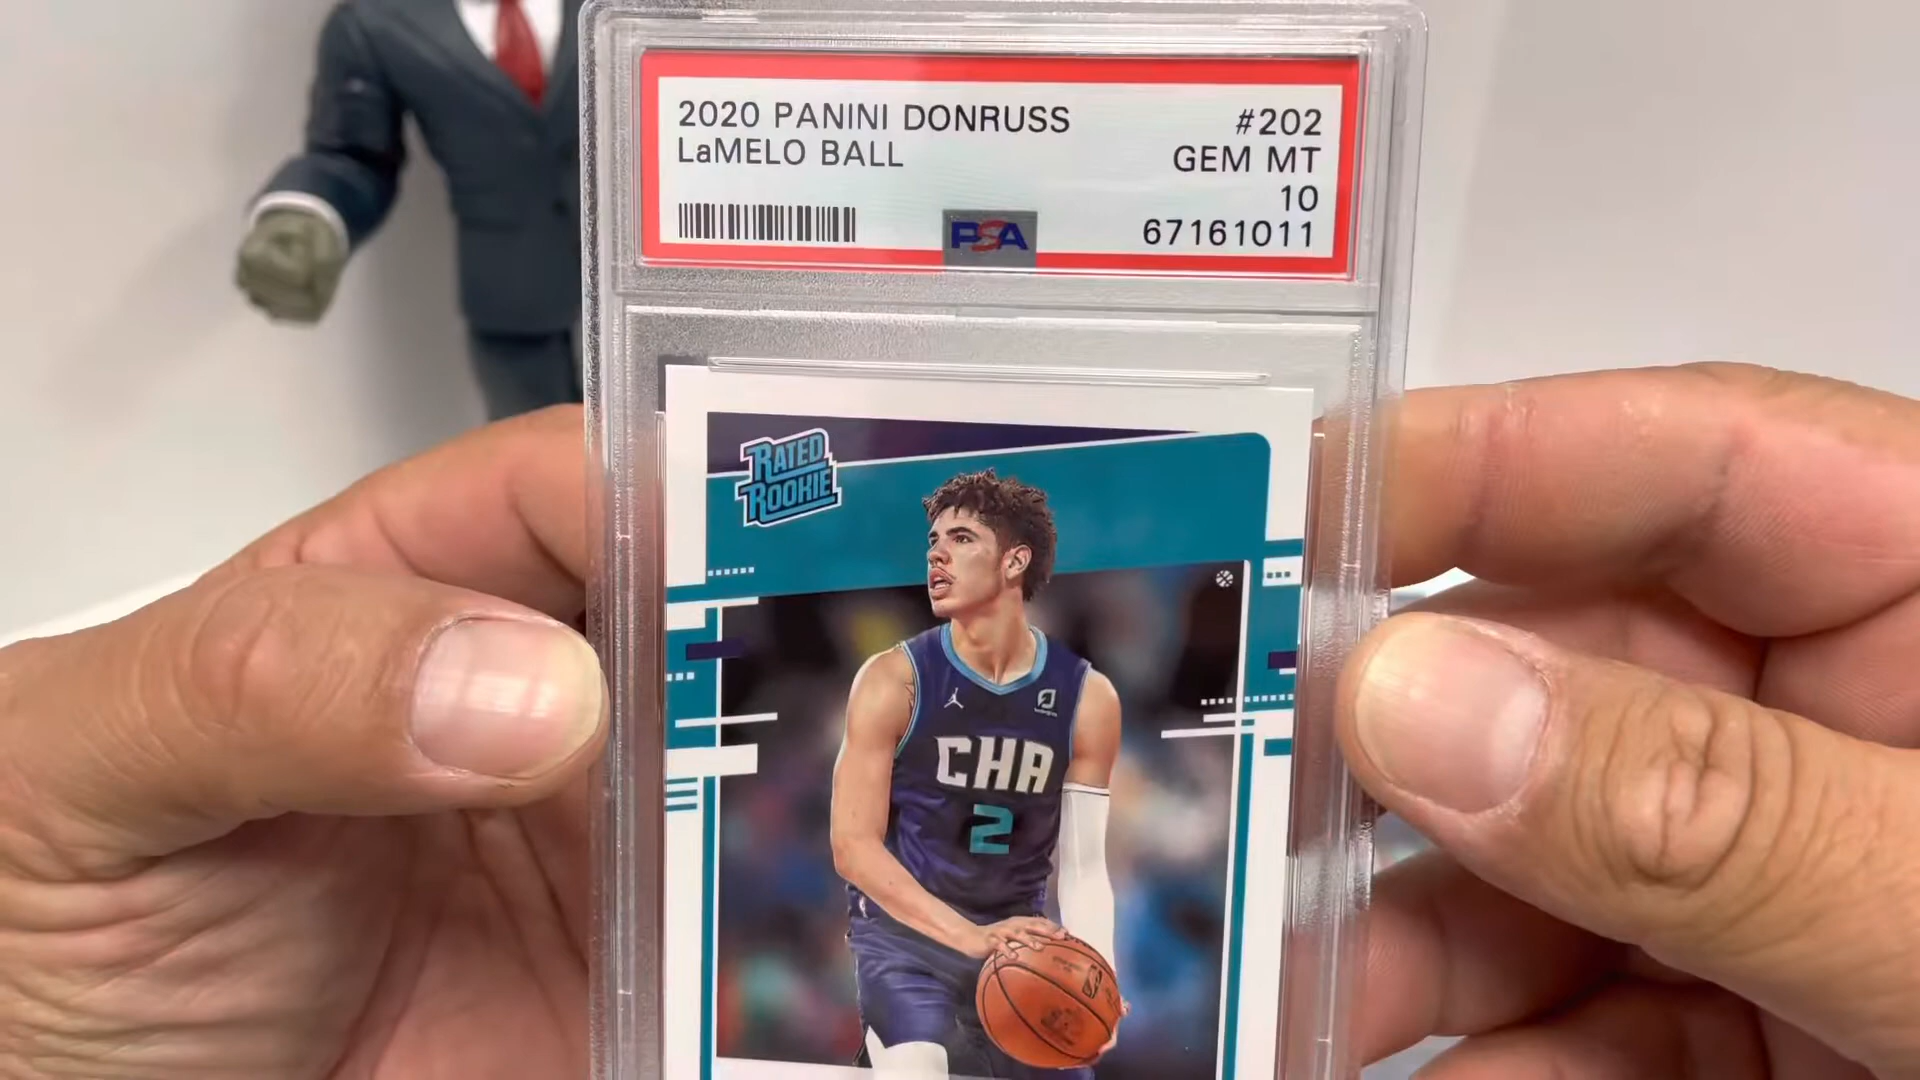 2020 PANINI DONRUSS #202
LaMELO BALL GEM MT
10
PSA 67161011
RATED
ROOKIE
CHA
2